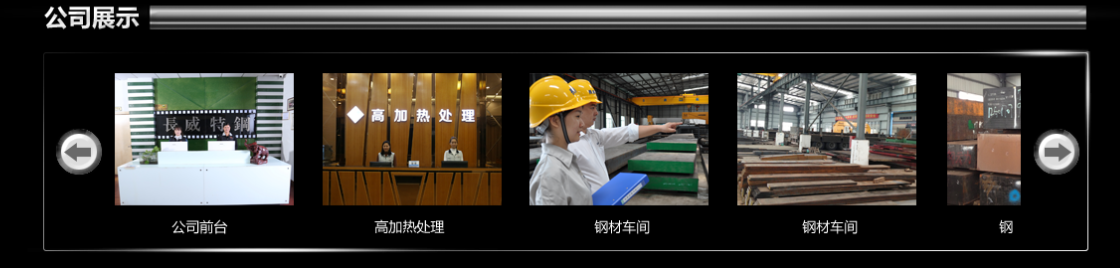 公司展示
長威特鋼
高加热处理
公司前台
高加热处理
钢材车间
钢材车间
钢